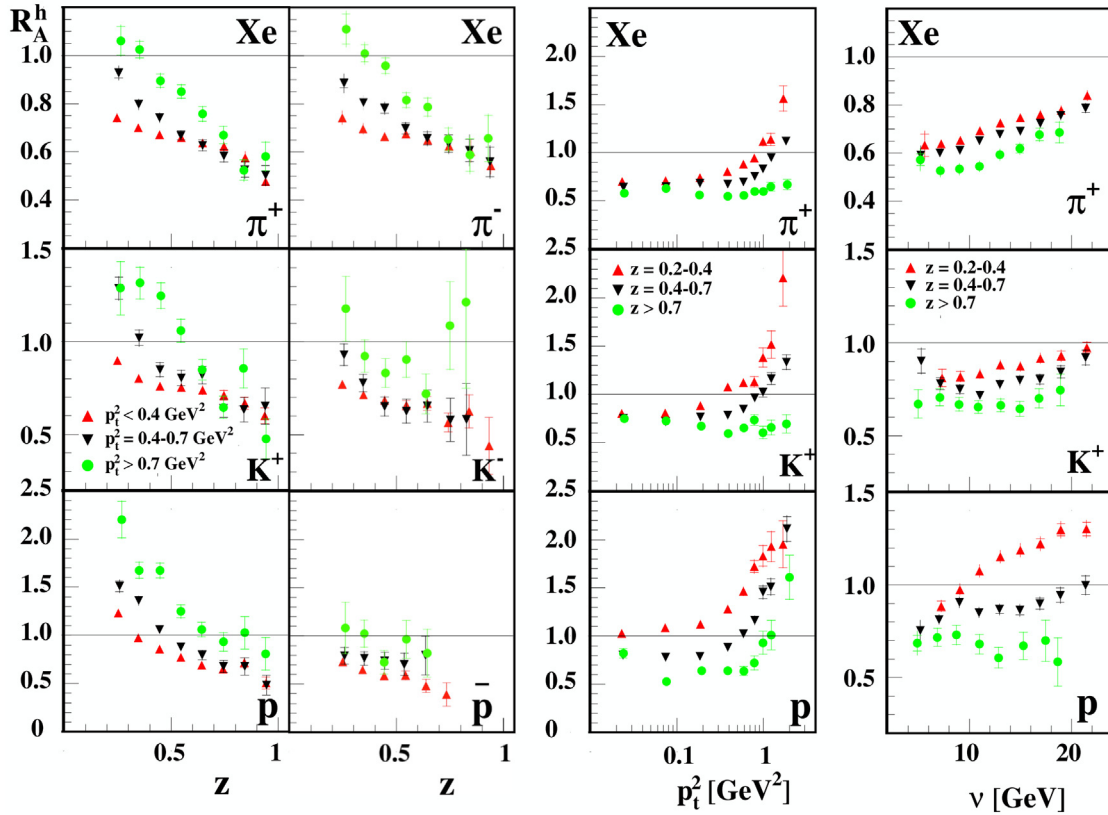 R_A^h
Xe
Xe
Xe
Xe
1.0
0.8
0.6
0.4
π+
π-
2.0
1.5
1.0
0.5
π+
1.0
0.8
0.6
0.4
π+
1.5
1.0
0.5
p_t^2 < 0.4 GeV^2
p_t^2 = 0.4-0.7 GeV^2
p_t^2 > 0.7 GeV^2
K+
K-
2.5
2.0
1.5
1.0
0.5
z = 0.2-0.4
z = 0.4-0.7
z > 0.7
K+
1.5
1.0
0.5
z = 0.2-0.4
z = 0.4-0.7
z > 0.7
K+
2.5
2.0
1.5
1.0
0.5
0
p
p̄
2.5
2.0
1.5
1.0
0.5
0
p
1.5
1.0
0.5
p
0.5
1
0.5
1
0.1
1
10
20
z
z
p_t^2 [GeV^2]
ν [GeV]